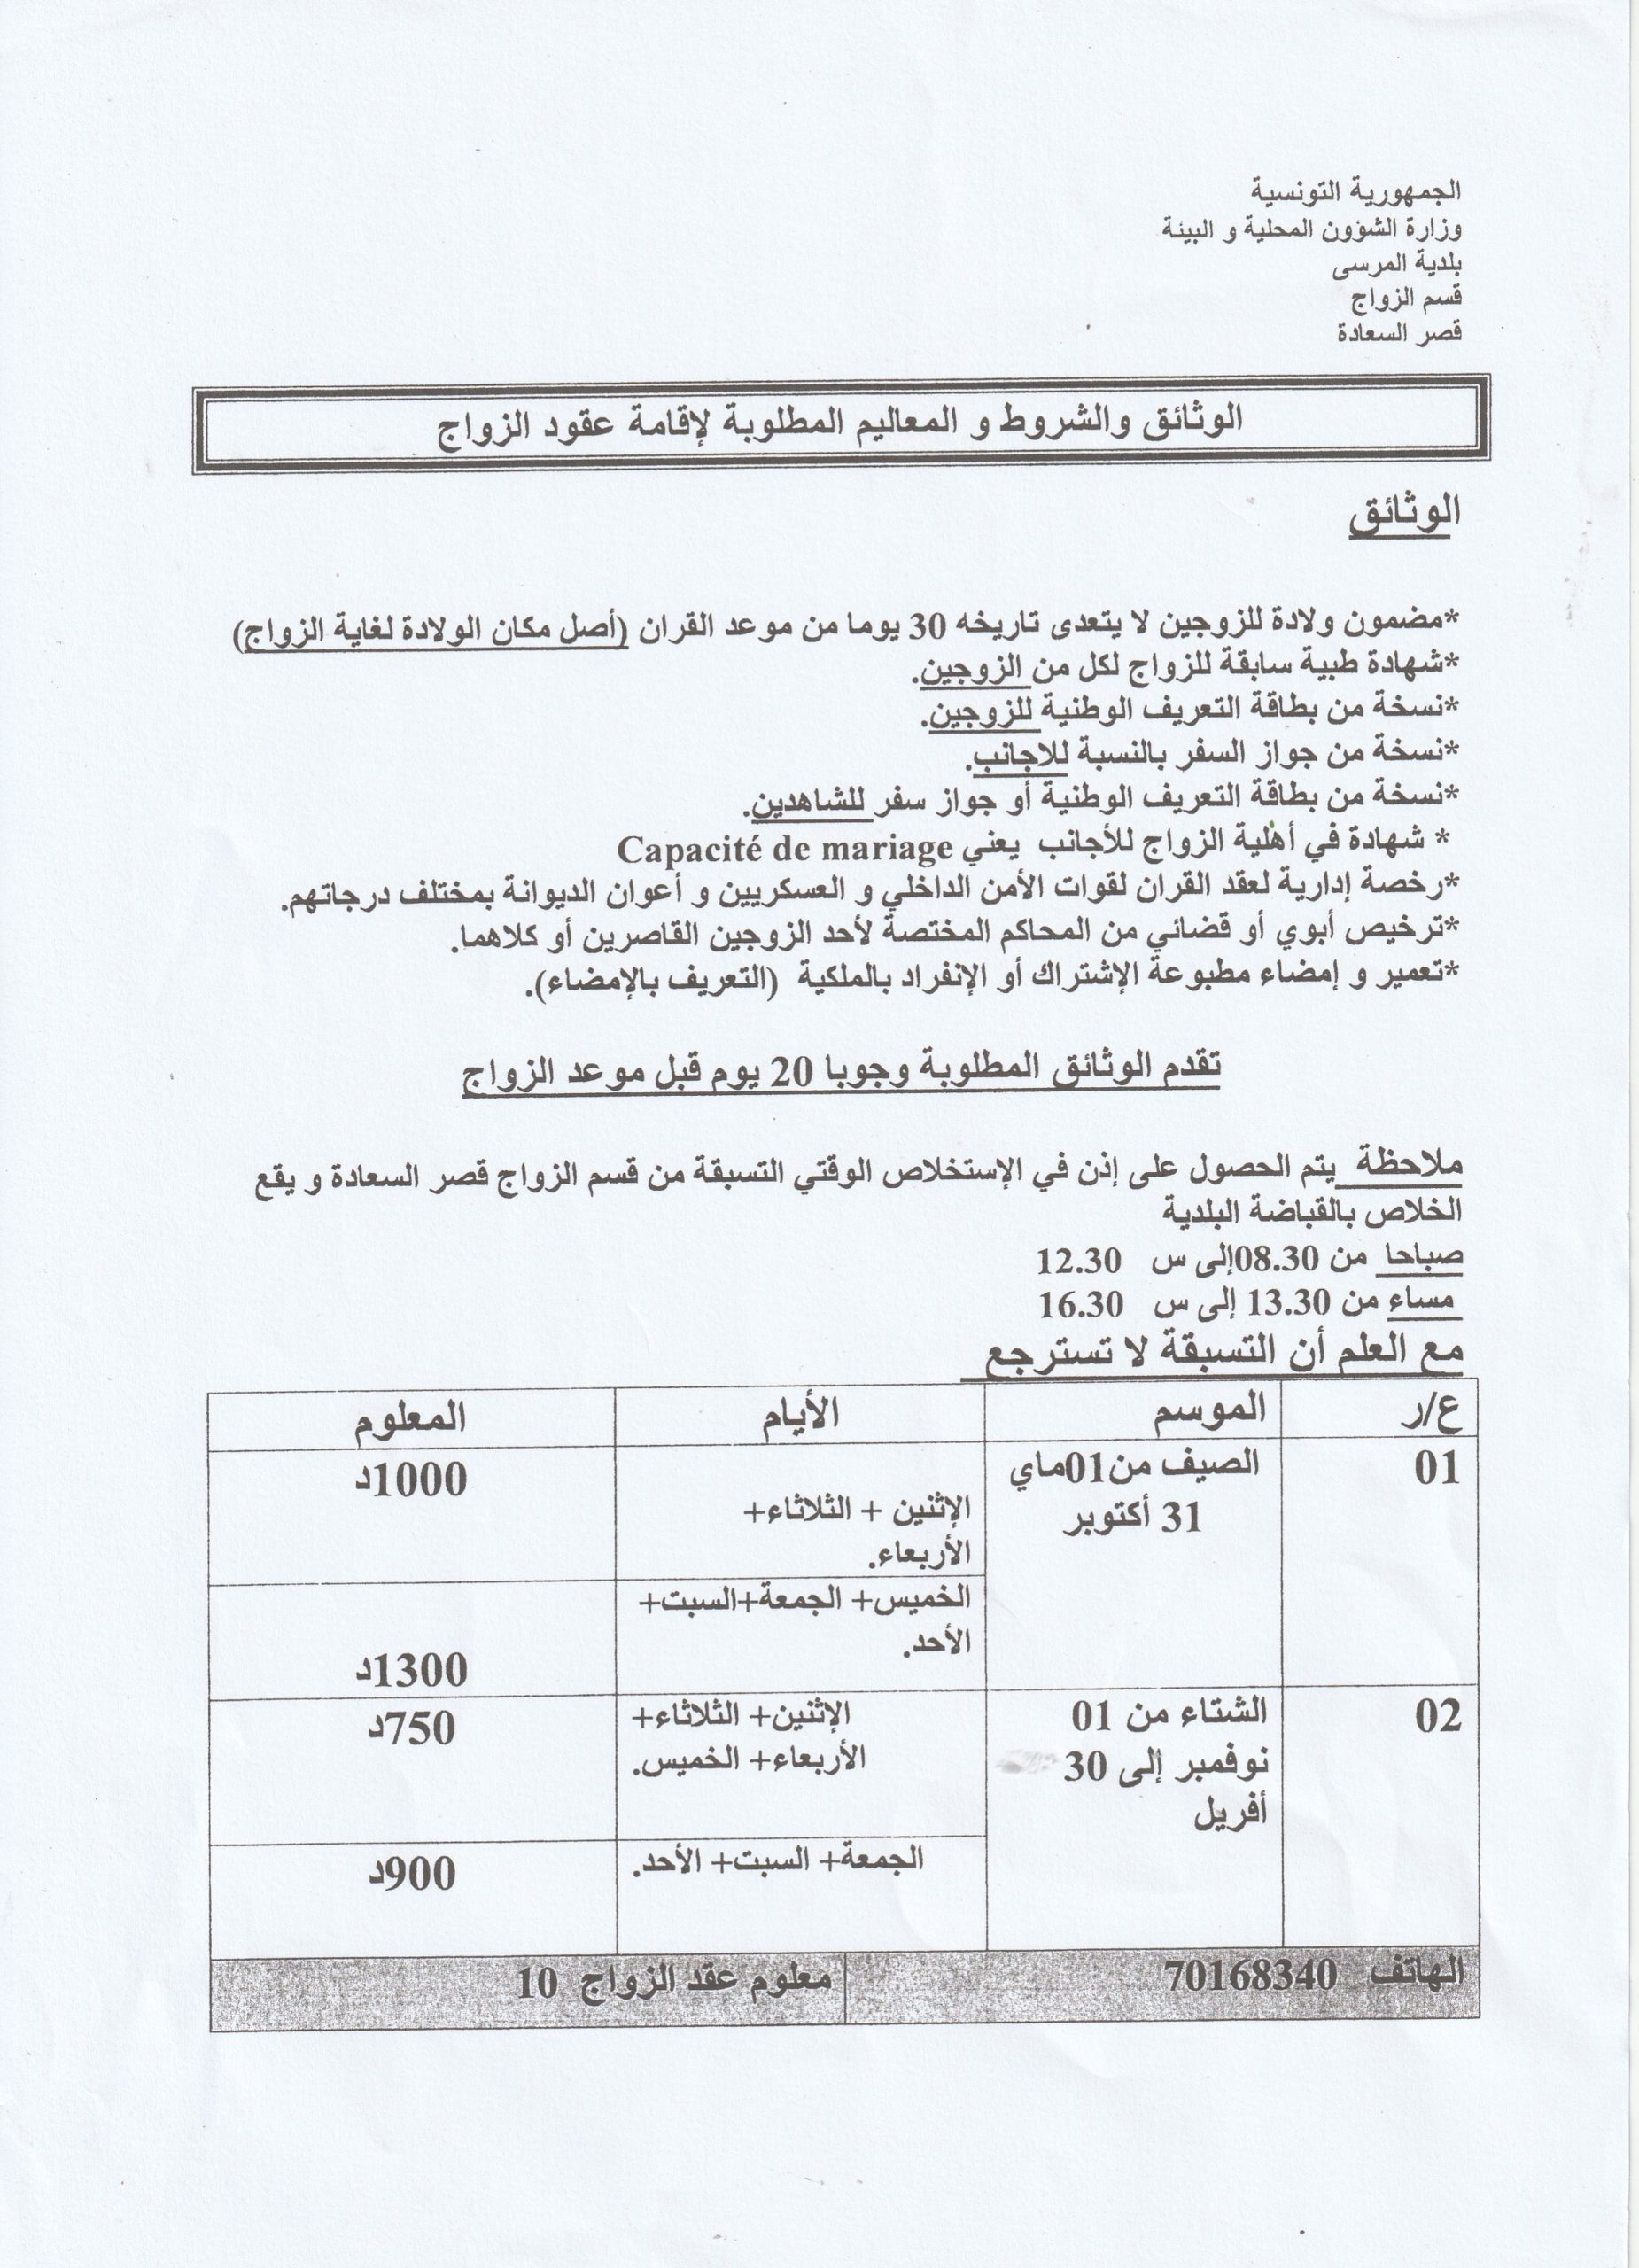 الجمهورية التونسية
وزارة الشؤون المحلية و البيئة
بلدية المرسى
قسم الزواج
قصر السعادة
الوثائق والشروط و المعاليم المطلوبة لإقامة عقود الزواج
الوثائق
*مضمون ولادة للزوجين لا يتعدى تاريخه 30 يوما من موعد القران (أصل مكان الولادة لغاية الزواج)
*شهادة طبية سابقة للزواج لكل من الزوجين.
*نسخة من بطاقة التعريف الوطنية للزوجين.
*نسخة من جواز السفر بالنسبة للاجانب.
*نسخة من بطاقة التعريف الوطنية أو جواز سفر للشاهدين.
* شهادة في أهلية الزواج للأجانب يعني Capacité de mariage
*رخصة إدارية لعقد القران لقوات الأمن الداخلي و العسكريين و أعوان الديوانة بمختلف درجاتهم.
*ترخيص أبوي أو قضائي من المحاكم المختصة لأحد الزوجين القاصرين أو كلاهما.
*تعمير و إمضاء مطبوعة الإشتراك أو الإنفراد بالملكية (التعريف بالإمضاء).
تقدم الوثائق المطلوبة وجوبا 20 يوم قبل موعد الزواج
ملاحظة يتم الحصول على إذن في الإستخلاص الوقتي التسبقة من قسم الزواج قصر السعادة و يقع
الخلاص بالقباضة البلدية
صباحا من 08.30إلى س 12.30
مساء من 13.30 إلى س 16.30
مع العلم أن التسبقة لا تسترجع
ع/ر الموسم الأيام المعلوم
01 الصيف من01ماي
31 أكتوبر
الإثنين + الثلاثاء+
الأربعاء.
1000د
الخميس+ الجمعة+السبت+
الأحد.
1300د
02 الشتاء من 01
نوفمبر إلى 30
أفريل
الإثنين+ الثلاثاء+
الأربعاء+ الخميس.
750د
الجمعة+ السبت+ الأحد.
900د
الهاتف 70168340
معلوم عقد الزواج 10